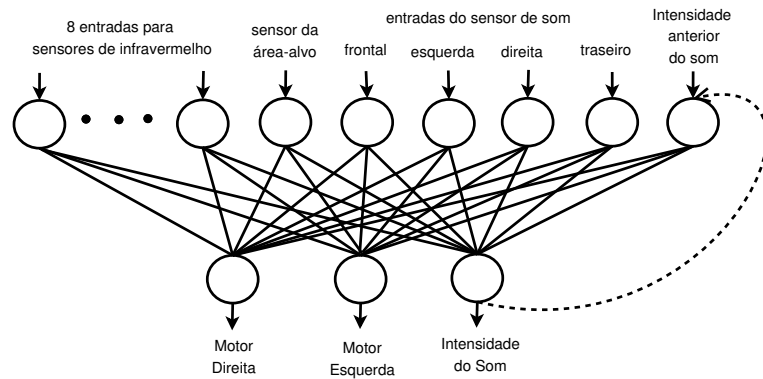 8 entradas para
sensores de infravermelho
sensor da
área-alvo
entradas do sensor de som
frontal
esquerda
direita
traseiro
Intensidade
anterior
do som
Motor
Direita
Motor
Esquerda
Intensidade
do Som